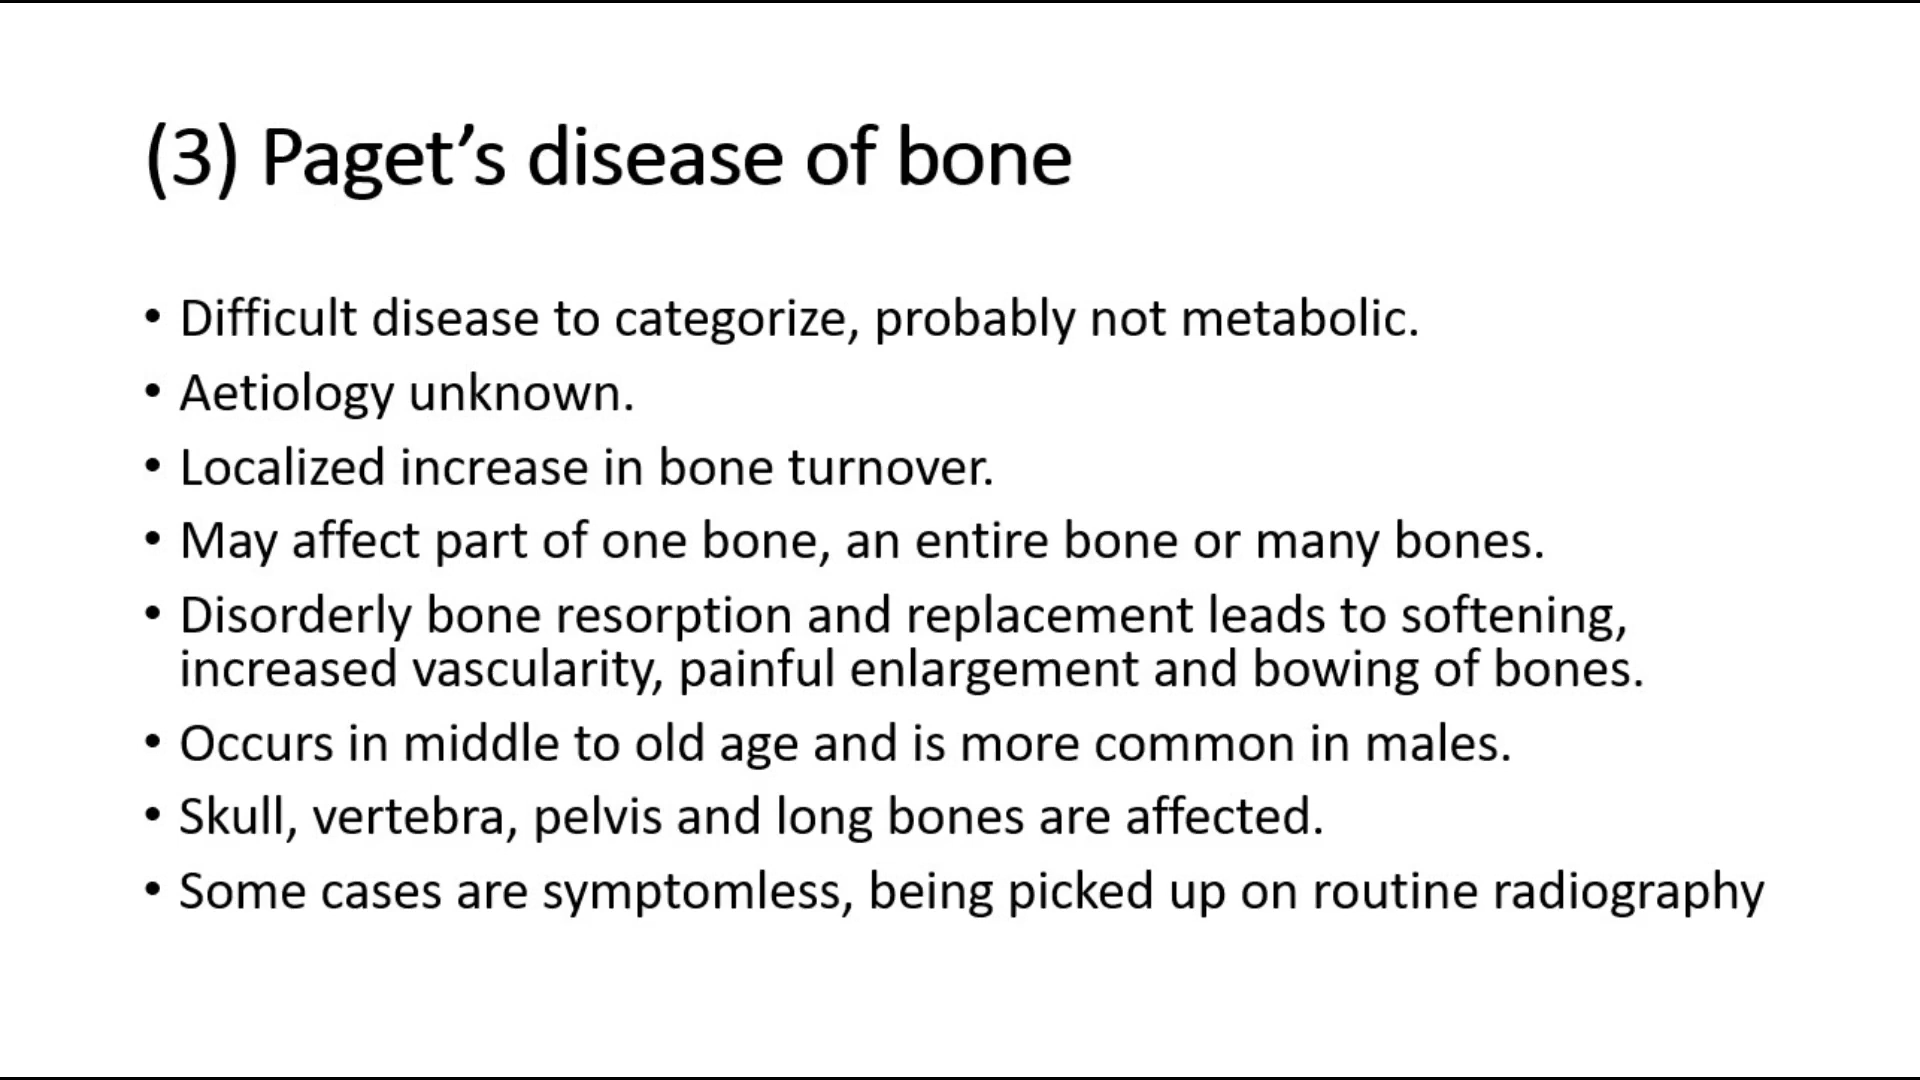 (3) Paget’s disease of bone
• Difficult disease to categorize, probably not metabolic.
• Aetiology unknown.
• Localized increase in bone turnover.
• May affect part of one bone, an entire bone or many bones.
• Disorderly bone resorption and replacement leads to softening,
increased vascularity, painful enlargement and bowing of bones.
• Occurs in middle to old age and is more common in males.
• Skull, vertebra, pelvis and long bones are affected.
• Some cases are symptomless, being picked up on routine radiography